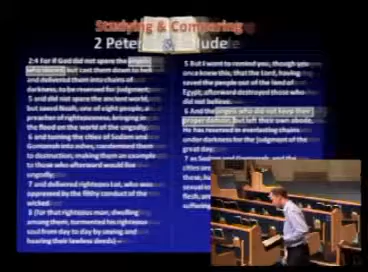 Studying & Comparing
2 Peter & Jude
2:4 For if God did not spare the angels
who sinned, but cast them down to hell
and delivered them into chains of
darkness, to be reserved for judgment;
5 and did not spare the ancient world,
but saved Noah, one of eight people, a
preacher of righteousness, bringing in
the flood on the world of the ungodly;
6 and turning the cities of Sodom and
Gomorrah into ashes, condemned them
to destruction, making them an example
to those who afterward would live
ungodly;
7 and delivered righteous Lot, who was
oppressed by the filthy conduct of the
wicked
8 (for that righteous man, dwelling
among them, tormented his righteous
soul from day to day by seeing and
hearing their lawless deeds)—
5 But I want to remind you, though you
once knew this, that the Lord, having
saved the people out of the land of
Egypt, afterward destroyed those who
did not believe.
6 And the angels who did not keep their
proper domain, but left their own abode,
He has reserved in everlasting chains
under darkness for the judgment of the
great day;
7 as Sodom and Gomorrah, and the
cities
these,
sexual
flesh,
suffering